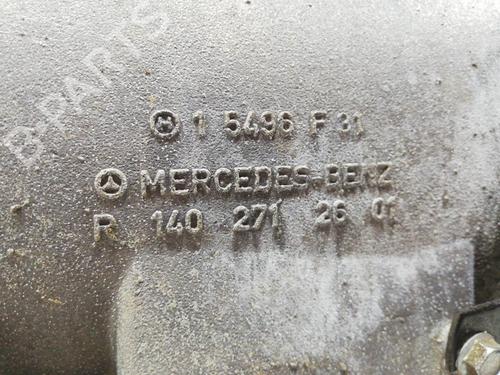 B-PARTS
1 5496 F 31
MERCEDES-BENZ
R 140 271 26 01